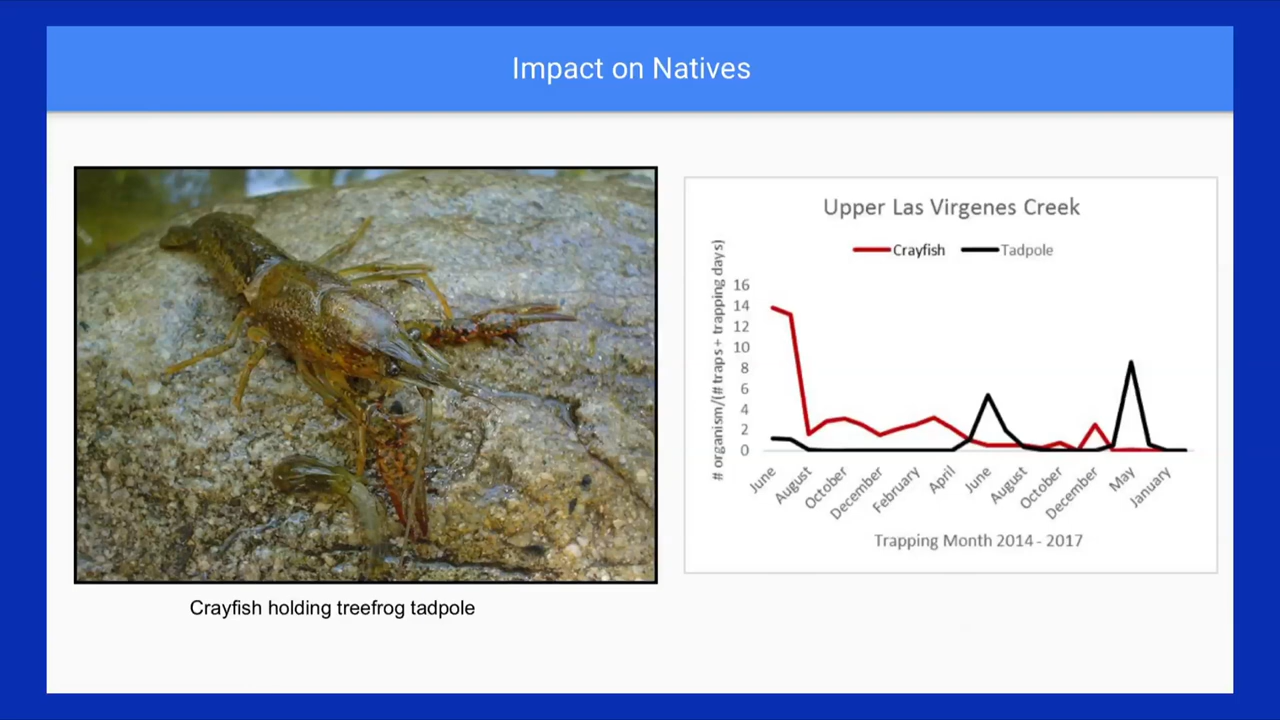 Impact on Natives
Upper Las Virgenes Creek
Crayfish Tadpole
# organism/(# traps + trapping days)
16
14
12
10
8
6
4
2
0
June August October December February April June August October December May January
Trapping Month 2014 - 2017
Crayfish holding treefrog tadpole